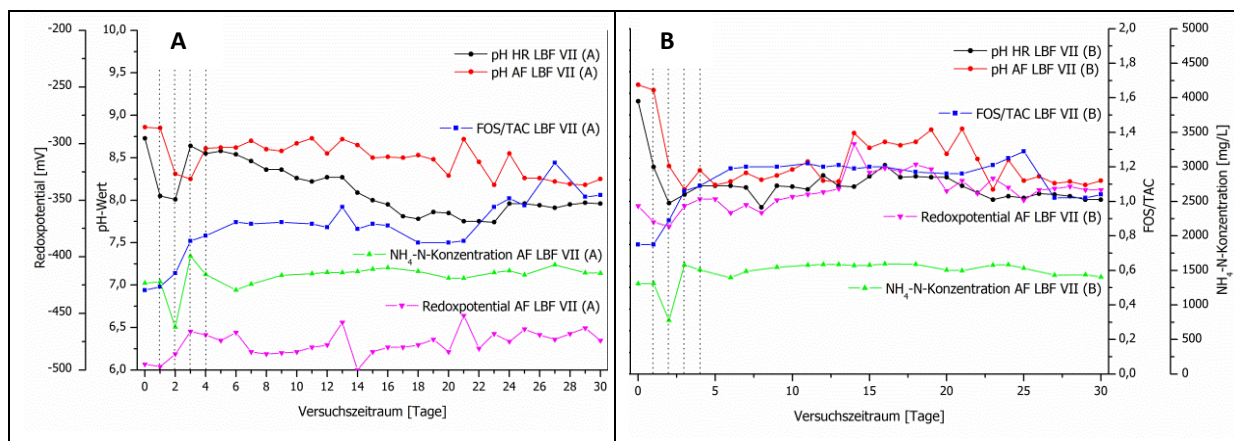 A
-200
-250
-300
-350
-400
-450
-500
Redoxpotential [mV]
10,0
9,5
9,0
8,5
8,0
7,5
7,0
6,5
6,0
pH-Wert
pH HR LBF VII (A)
pH AF LBF VII (A)
FOS/TAC LBF VII (A)
NH₄-N-Konzentration AF LBF VII (A)
Redoxpotential AF LBF VII (A)
0 2 4 6 8 10 12 14 16 18 20 22 24 26 28 30
Versuchszeitraum [Tage]
B
pH HR LBF VII (B)
pH AF LBF VII (B)
FOS/TAC LBF VII (B)
Redoxpotential AF LBF VII (B)
NH₄-N-Konzentration AF LBF VII (B)
0 5 10 15 20 25 30
Versuchszeitraum [Tage]
2,0
1,8
1,6
1,4
1,2
1,0
0,8
0,6
0,4
0,2
0,0
FOS/TAC
5000
4500
4000
3500
3000
2500
2000
1500
1000
500
0
NH₄-N-Konzentration [mg/L]